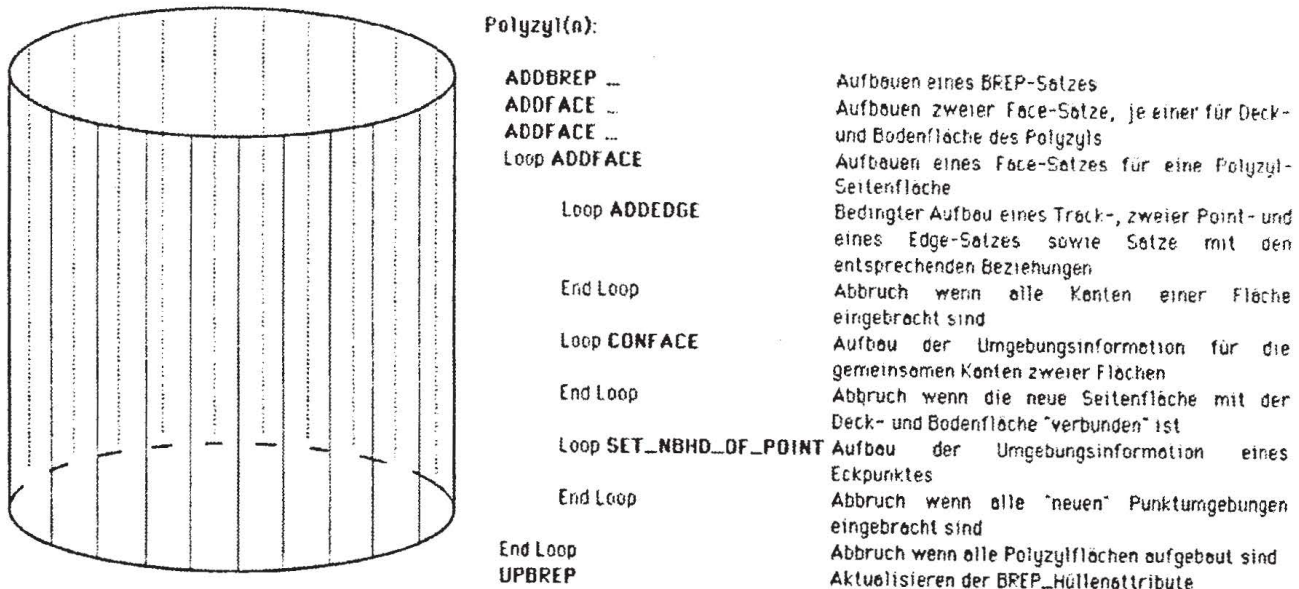 Polyzyl(n):
ADDBREP ... Aufbauen eines BREP-Satzes
ADDFACE ... Aufbauen zweier Face-Sätze, je einer für Deck-
ADDFACE ... und Bodenfläche des Polyzyls
Loop ADDFACE Aufbauen eines Face-Satzes für eine Polyzyl-
Seitenfläche
Loop ADDEDGE Bedingter Aufbau eines Track-, zweier Point- und
eines Edge-Satzes sowie Sätze mit den
entsprechenden Beziehungen
End Loop Abbruch wenn alle Kanten einer Fläche
eingebracht sind
Loop CONFACE Aufbau der Umgebungsinformation für die
gemeinsamen Kanten zweier Flächen
End Loop Abbruch wenn die neue Seitenfläche mit der
Deck- und Bodenfläche "verbunden" ist
Loop SET_NBHD_OF_POINT Aufbau der Umgebungsinformation eines
Eckpunktes
End Loop Abbruch wenn alle "neuen" Punktumgebungen
eingebracht sind
End Loop Abbruch wenn alle Polyzylflächen aufgebaut sind
UPBREP Aktualisieren der BREP_Hüllenattribute